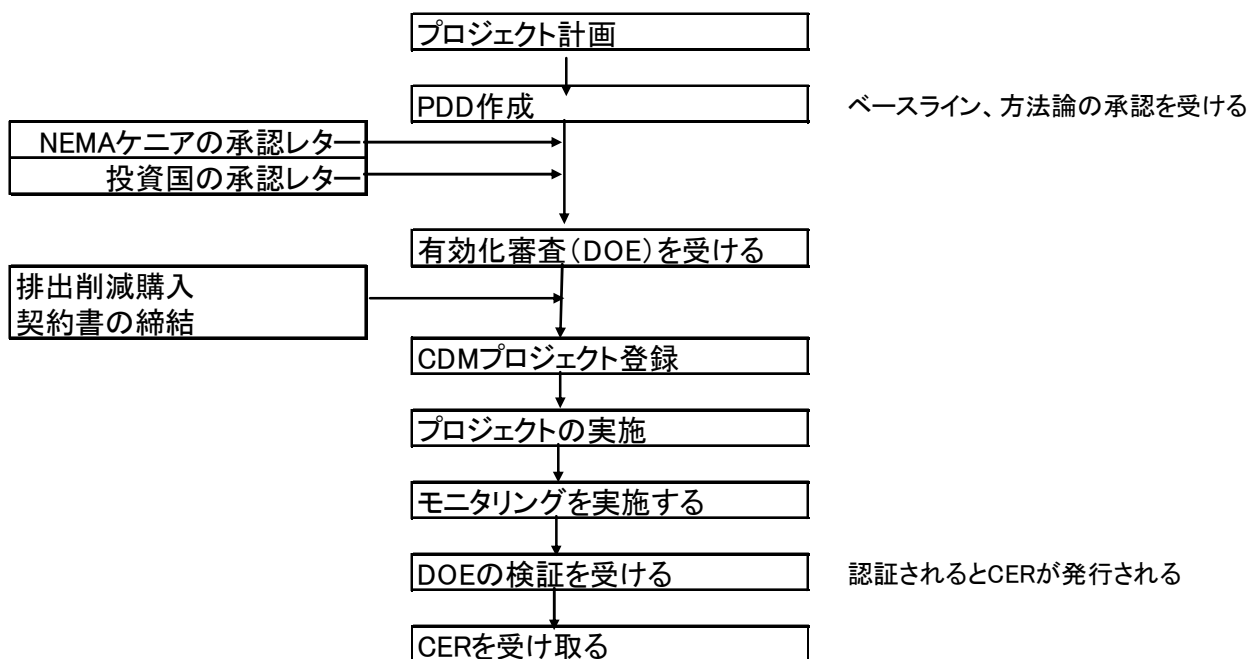 プロジェクト計画
PDD作成
ベースライン、方法論の承認を受ける
NEMAケニアの承認レター
投資国の承認レター
有効化審査(DOE)を受ける
排出削減購入
契約書の締結
CDMプロジェクト登録
プロジェクトの実施
モニタリングを実施する
DOEの検証を受ける
認証されるとCERが発行される
CERを受け取る